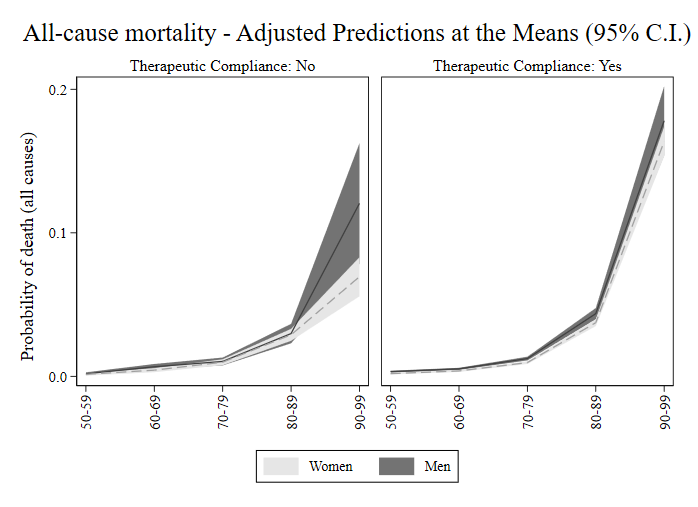 All-cause mortality - Adjusted Predictions at the Means (95% C.I.)
Therapeutic Compliance: No
Therapeutic Compliance: Yes
Probability of death (all causes)
0.2
0.1
0.0
50-59
60-69
70-79
80-89
90-99
50-59
60-69
70-79
80-89
90-99
Women
Men